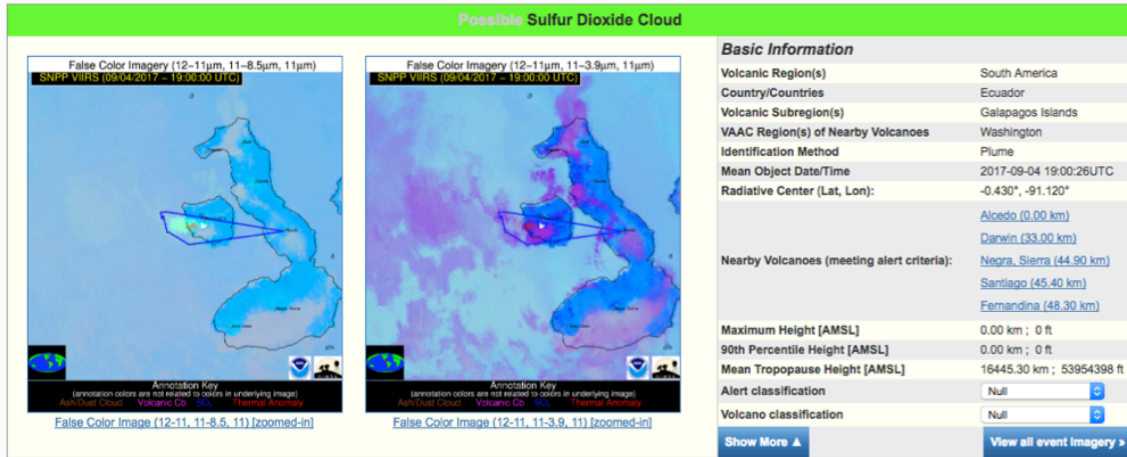 Possible Sulfur Dioxide Cloud
False Color Imagery (12-11µm, 11-8.5µm, 11µm)
SNPP VIIRS (09/04/2017 - 19:00:00 UTC)
Annotation Key
(annotation colors are not related to colors in underlying image)
Ash/Dust Cloud Volcanic Cb SO₂ Thermal Anomaly
False Color Image (12-11, 11-8.5, 11) [zoomed-in]
False Color Imagery (12-11µm, 11-3.9µm, 11µm)
SNPP VIIRS (09/04/2017 - 19:00:00 UTC)
Annotation Key
(annotation colors are not related to colors in underlying image)
Ash/Dust Cloud Volcanic Cb SO₂ Thermal Anomaly
False Color Image (12-11, 11-3.9, 11) [zoomed-in]
Basic Information
Volcanic Region(s) South America
Country/Countries Ecuador
Volcanic Subregion(s) Galapagos Islands
VAAC Region(s) of Nearby Volcanoes Washington
Identification Method Plume
Mean Object Date/Time 2017-09-04 19:00:26UTC
Radiative Center (Lat, Lon): -0.430°, -91.120°
Nearby Volcanoes (meeting alert criteria):
Alcedo (0.00 km)
Darwin (33.00 km)
Negra, Sierra (44.90 km)
Santiago (45.40 km)
Fernandina (48.30 km)
Maximum Height [AMSL] 0.00 km ; 0 ft
90th Percentile Height [AMSL] 0.00 km ; 0 ft
Mean Tropopause Height [AMSL] 16445.30 km ; 53954398 ft
Alert classification Null
Volcano classification Null
Show More ▲ View all event Imagery »